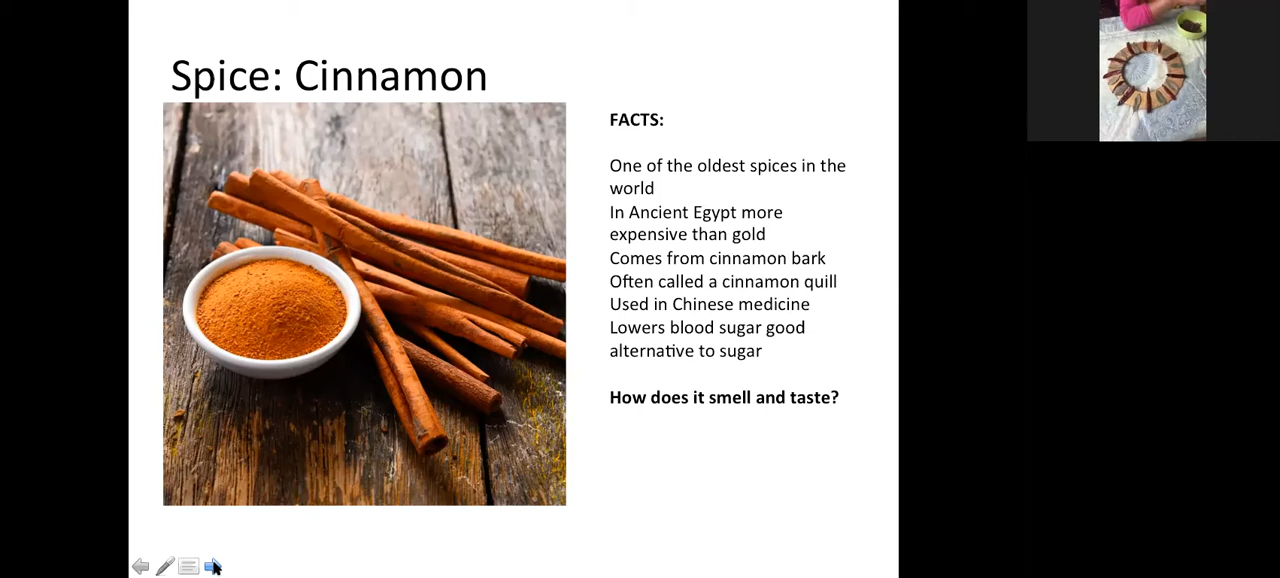 Spice: Cinnamon
FACTS:
One of the oldest spices in the
world
In Ancient Egypt more
expensive than gold
Comes from cinnamon bark
Often called a cinnamon quill
Used in Chinese medicine
Lowers blood sugar good
alternative to sugar
How does it smell and taste?